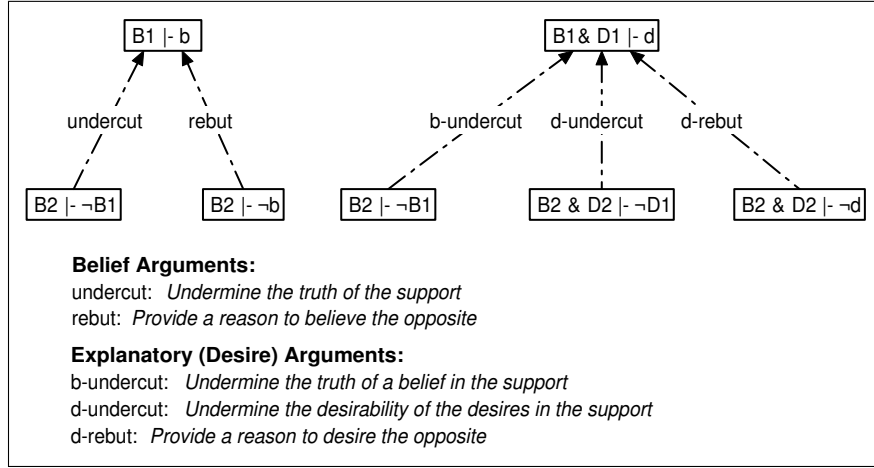 B1 |- b
B1 & D1 |- d
undercut
rebut
b-undercut
d-undercut
d-rebut
B2 |- ¬B1
B2 |- ¬b
B2 |- ¬B1
B2 & D2 |- ¬D1
B2 & D2 |- ¬d
Belief Arguments:
undercut: Undermine the truth of the support
rebut: Provide a reason to believe the opposite
Explanatory (Desire) Arguments:
b-undercut: Undermine the truth of a belief in the support
d-undercut: Undermine the desirability of the desires in the support
d-rebut: Provide a reason to desire the opposite